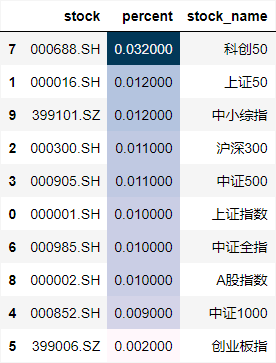 stock percent stock_name
7 000688.SH 0.032000 科创50
1 000016.SH 0.012000 上证50
9 399101.SZ 0.012000 中小综指
2 000300.SH 0.011000 沪深300
3 000905.SH 0.011000 中证500
0 000001.SH 0.010000 上证指数
6 000985.SH 0.010000 中证全指
8 000002.SH 0.010000 A股指数
4 000852.SH 0.009000 中证1000
5 399006.SZ 0.002000 创业板指